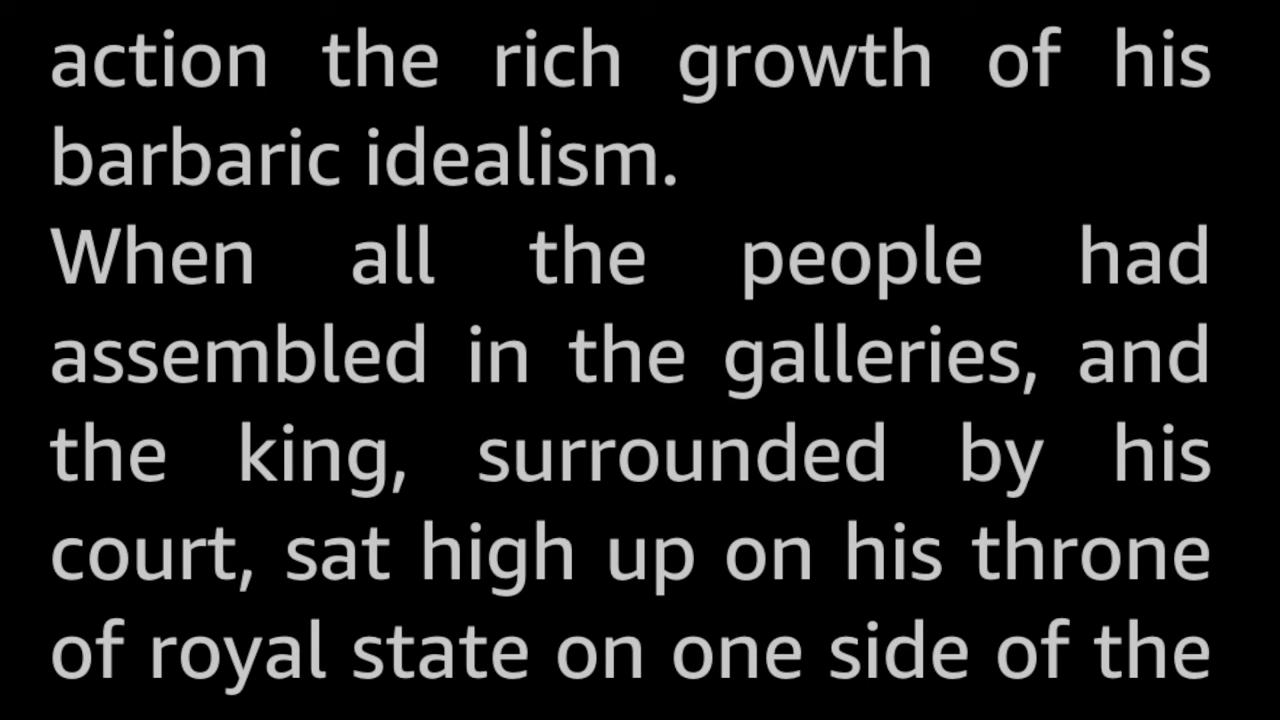 action the rich growth of his
barbaric idealism.
When all the people had
assembled in the galleries, and
the king, surrounded by his
court, sat high up on his throne
of royal state on one side of the